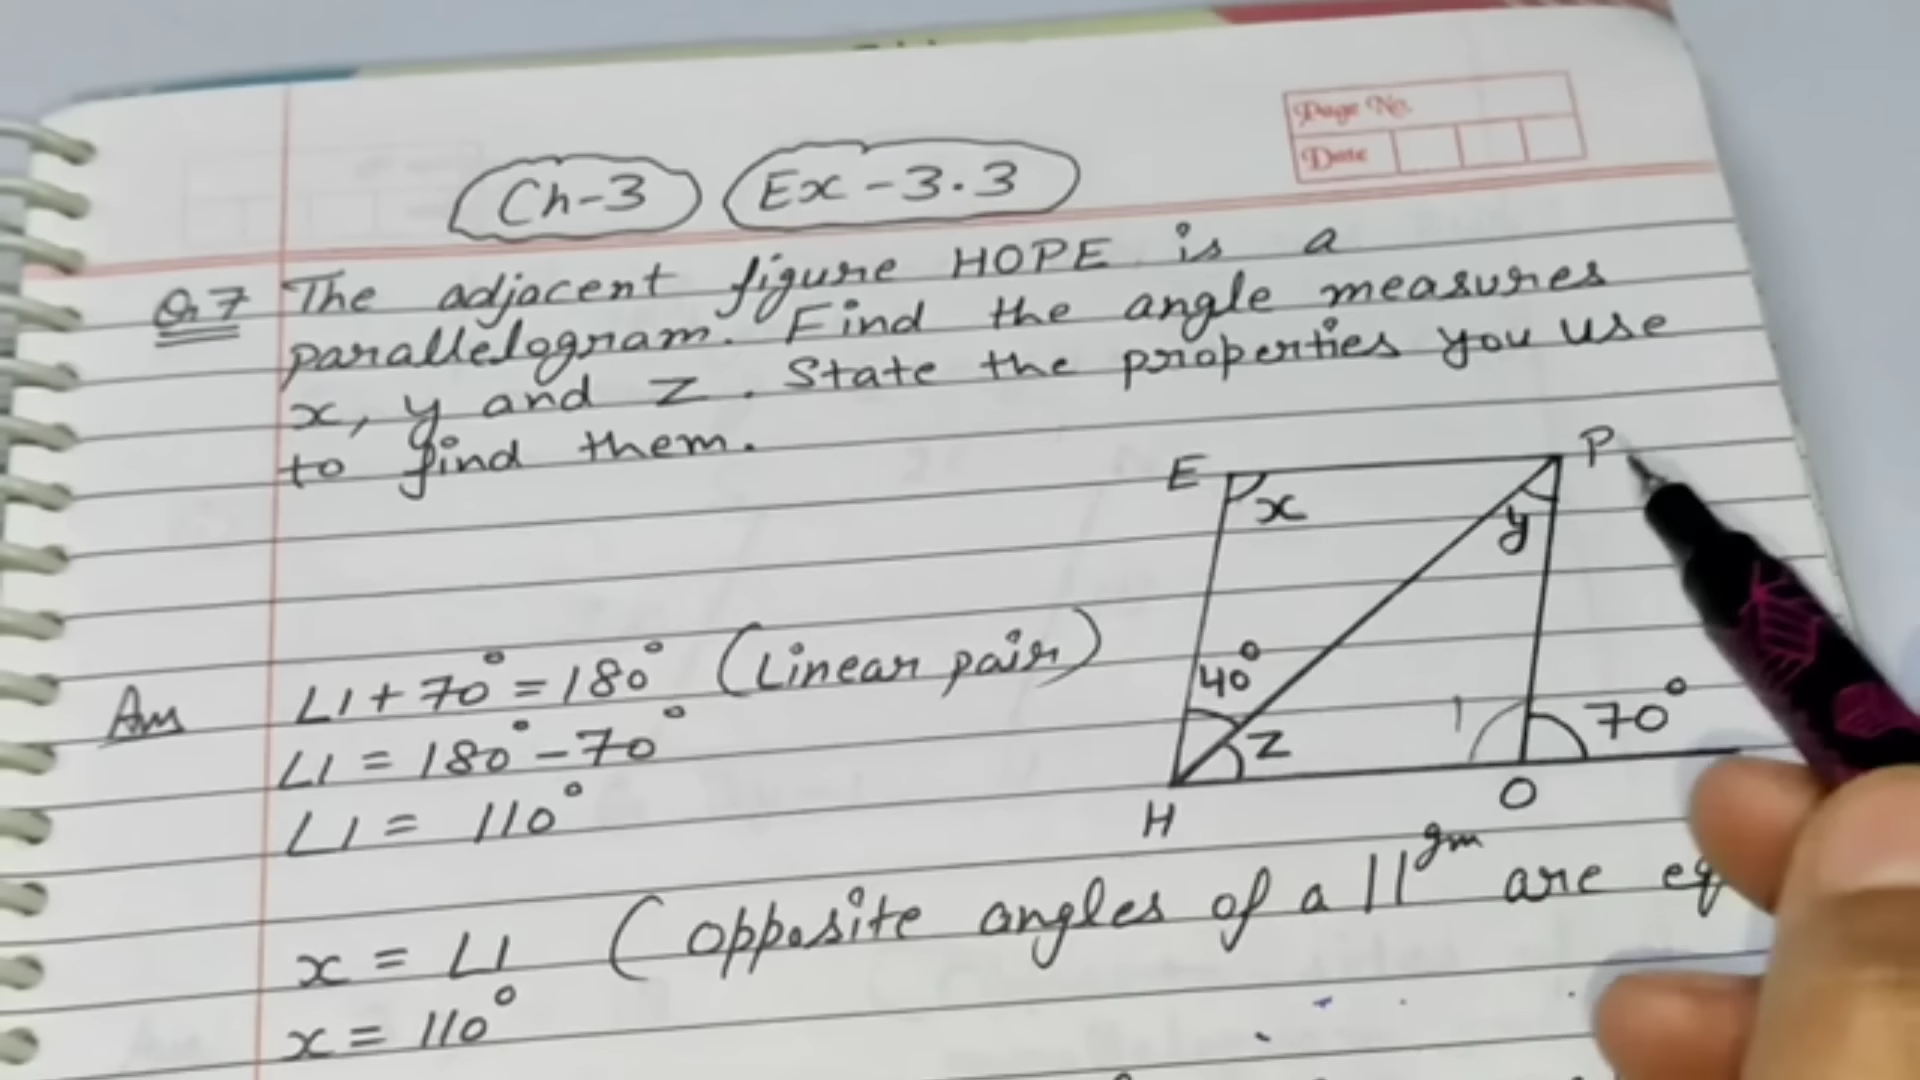 Page No.
Date
Ch-3 Ex-3.3
Q.7 The adjacent figure HOPE is a
parallelogram. Find the angle measures
x, y and z. State the properties you use
to find them.
E P
x
y
40°
z
1 70°
H O
Ans ∠1+70°=180° (Linear pair)
∠1=180°-70°
∠1= 110°
x = ∠1 (opposite angles of a ||gm are
x = 110°